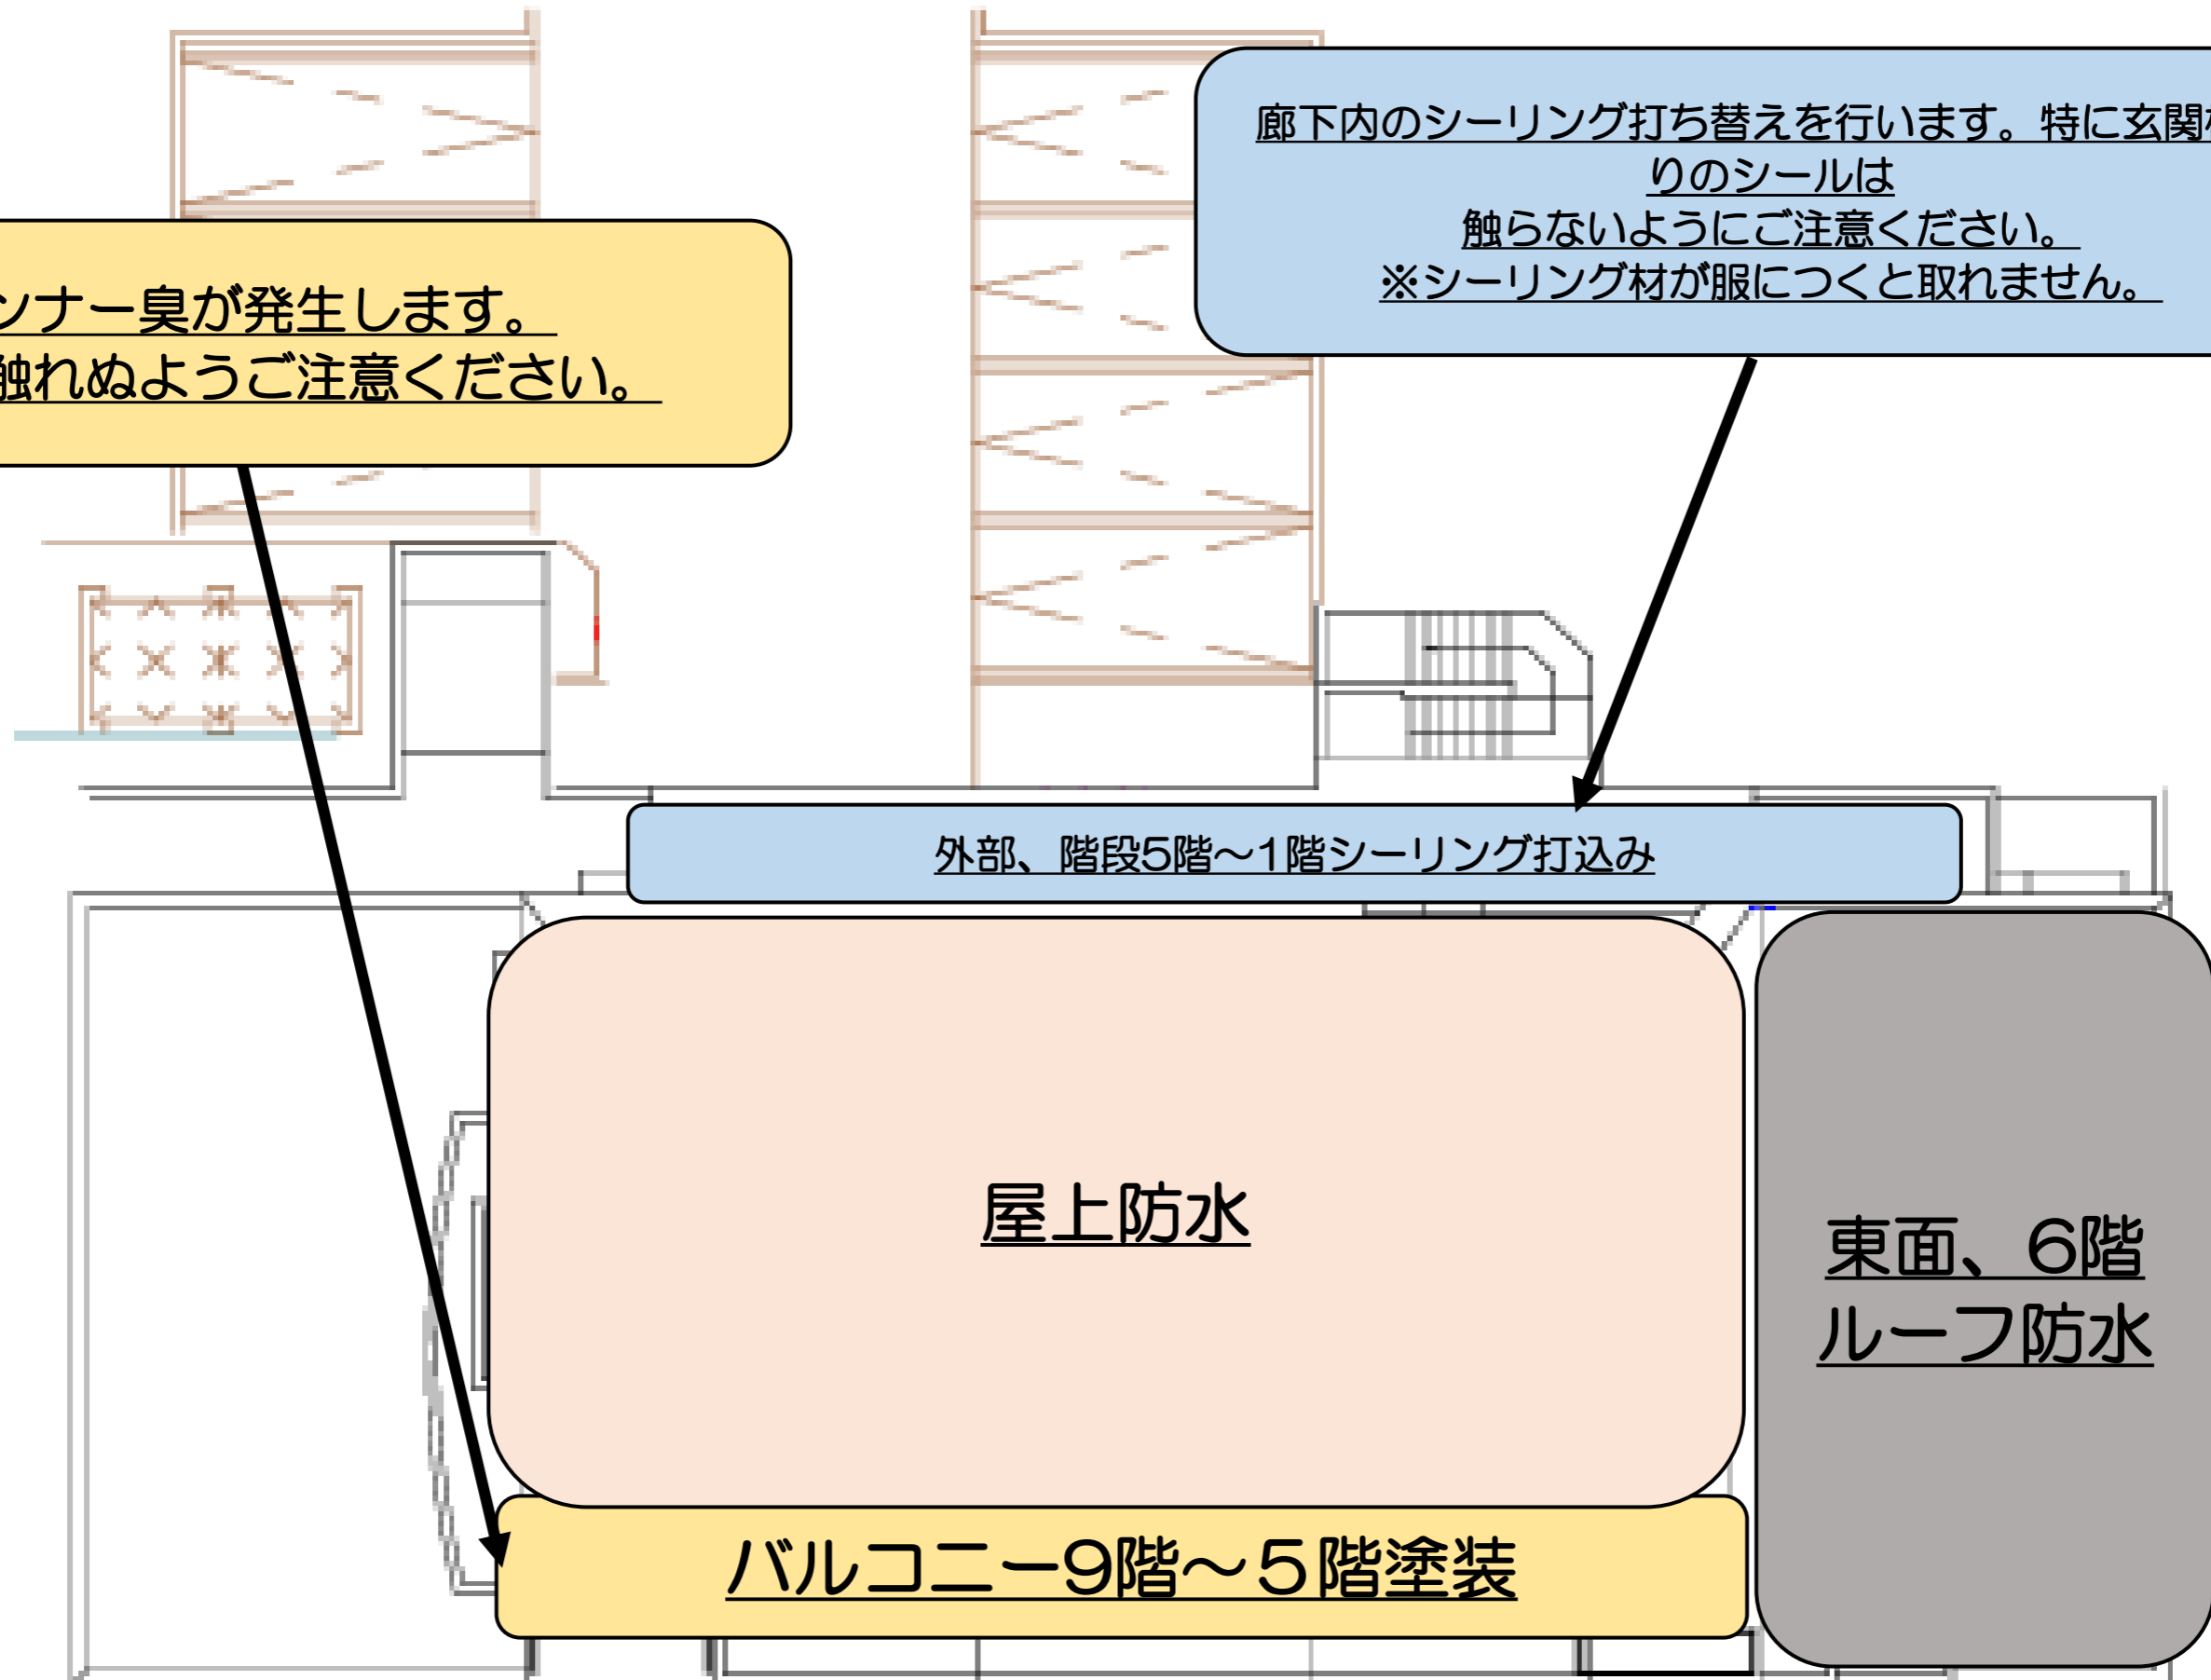 廊下内のシーリング打ち替えを行います。特に玄関
りのシールは
触らないようにご注意ください。
※シーリング材が服につくと取れません。
ンナー臭が発生します。
触れぬようご注意ください。
外部、階段5階～1階シーリング打込み
屋上防水
東面、6階
ルーフ防水
バルコニー9階～5階塗装